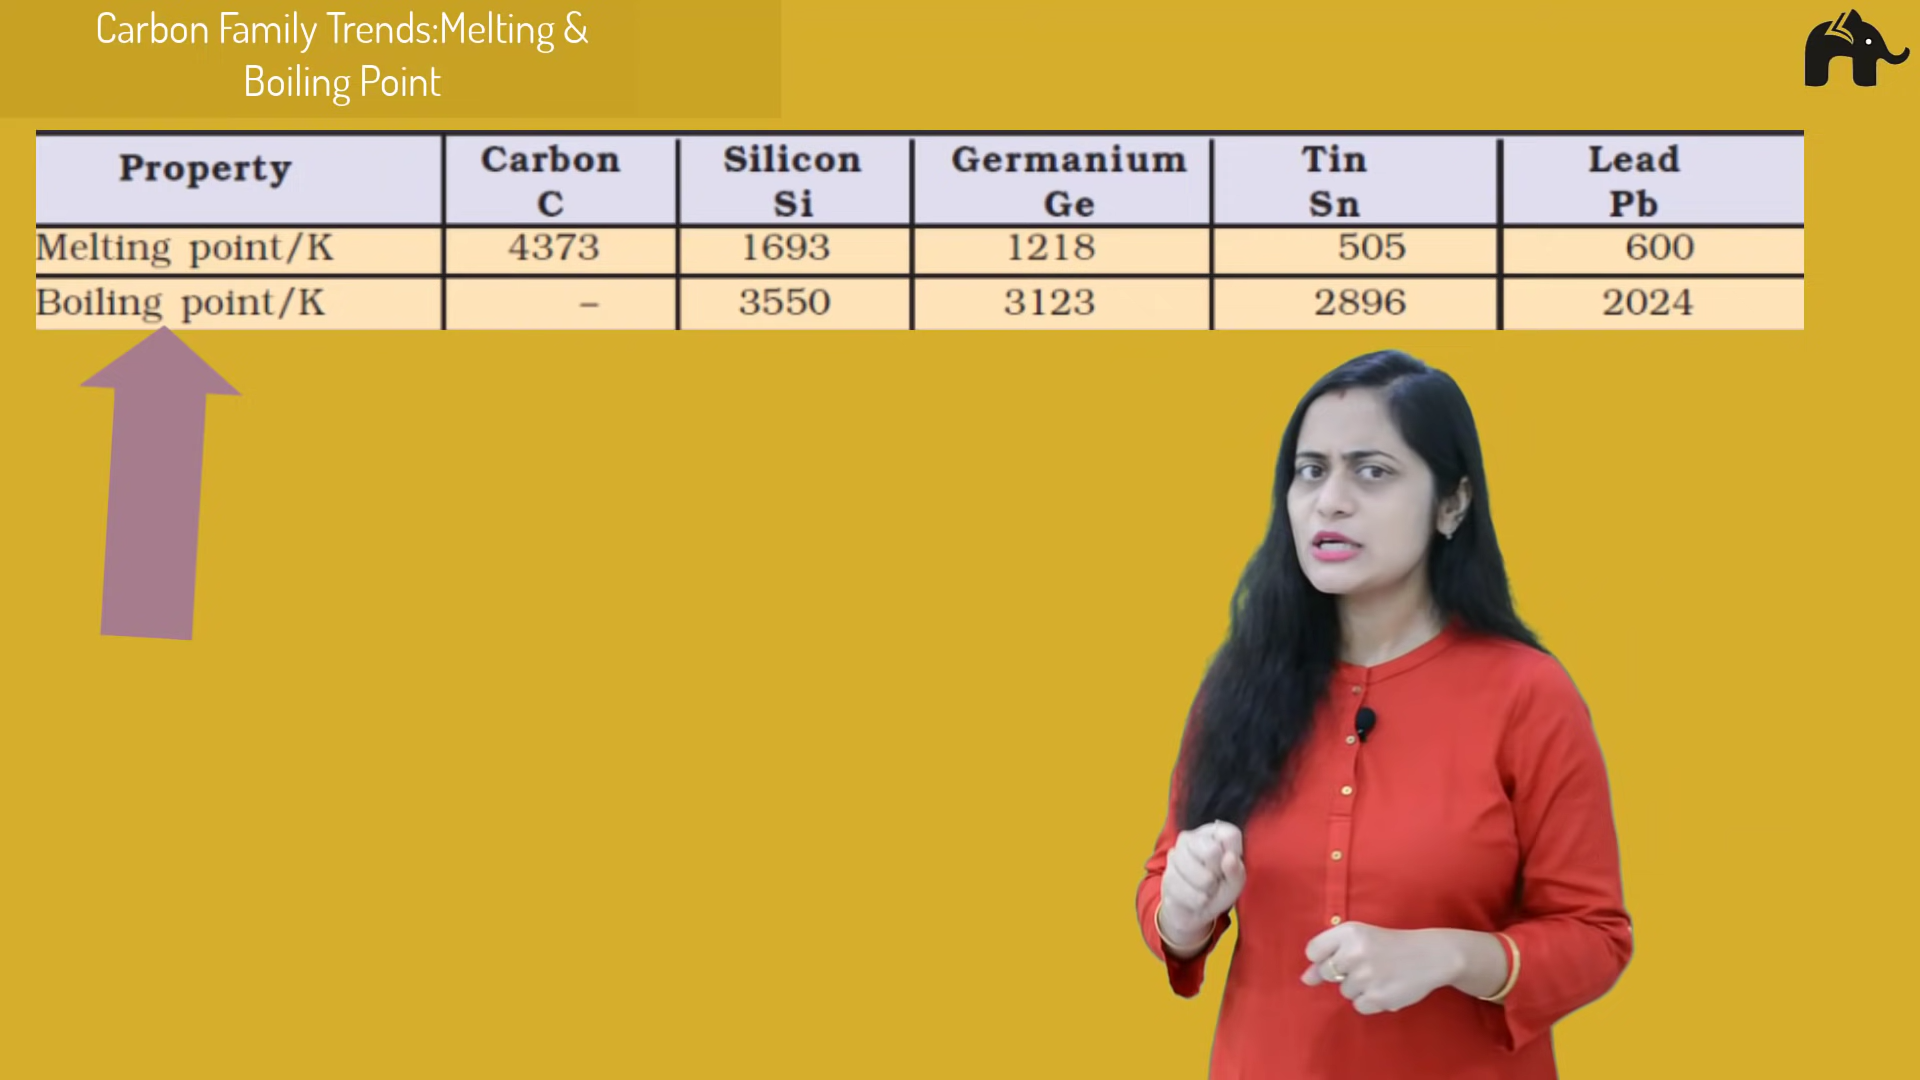 Carbon Family Trends:Melting &
Boiling Point
Property Carbon Silicon Germanium Tin Lead
C Si Ge Sn Pb
Melting point/K 4373 1693 1218 505 600
Boiling point/K – 3550 3123 2896 2024